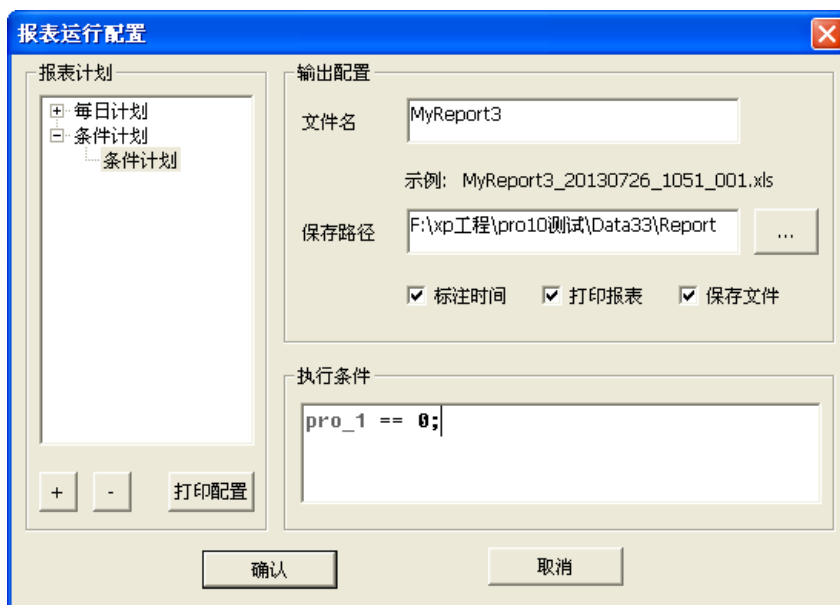 报表运行配置
报表计划
每日计划
条件计划
条件计划
+
-
打印配置
输出配置
文件名
MyReport3
示例: MyReport3_20130726_1051_001.xls
保存路径
F:\xp工程\pro10测试\Data33\Report
...
标注时间 打印报表 保存文件
执行条件
pro_1 == 0;
确认
取消